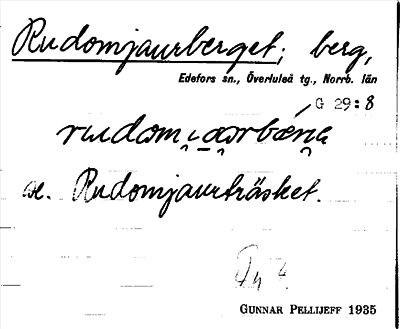 Rudomjaurberget; berg,
Edefors sn., Överluleå tg., Norrb. län
G 29:8
se. Rudomjaurträsket.
GUNNAR PELLIJEFF 1935